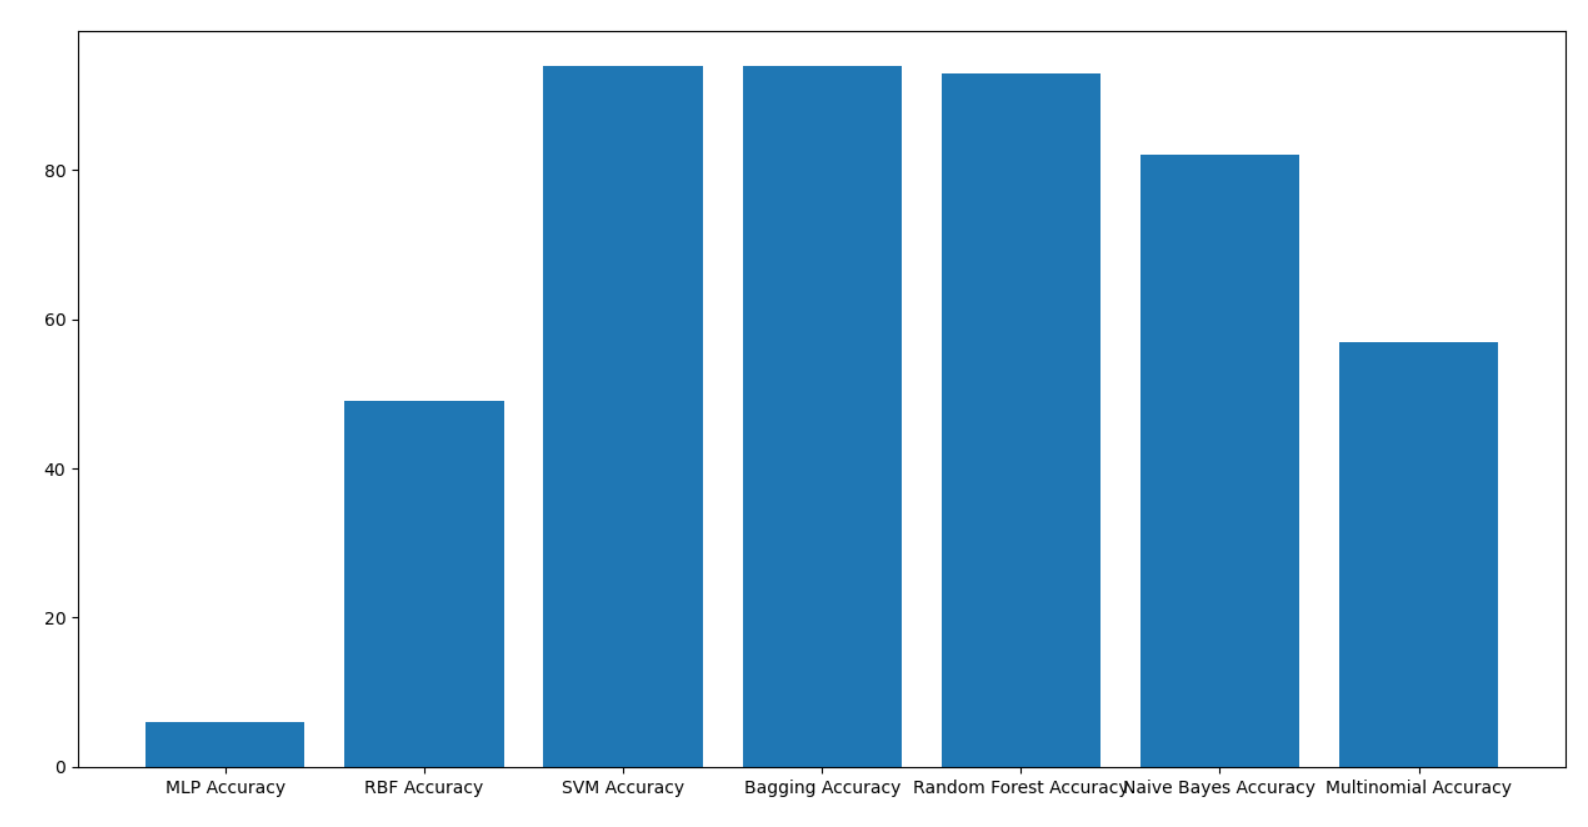 80
60
40
20
0
MLP Accuracy
RBF Accuracy
SVM Accuracy
Bagging Accuracy
Random Forest Accuracy
Naive Bayes Accuracy
Multinomial Accuracy